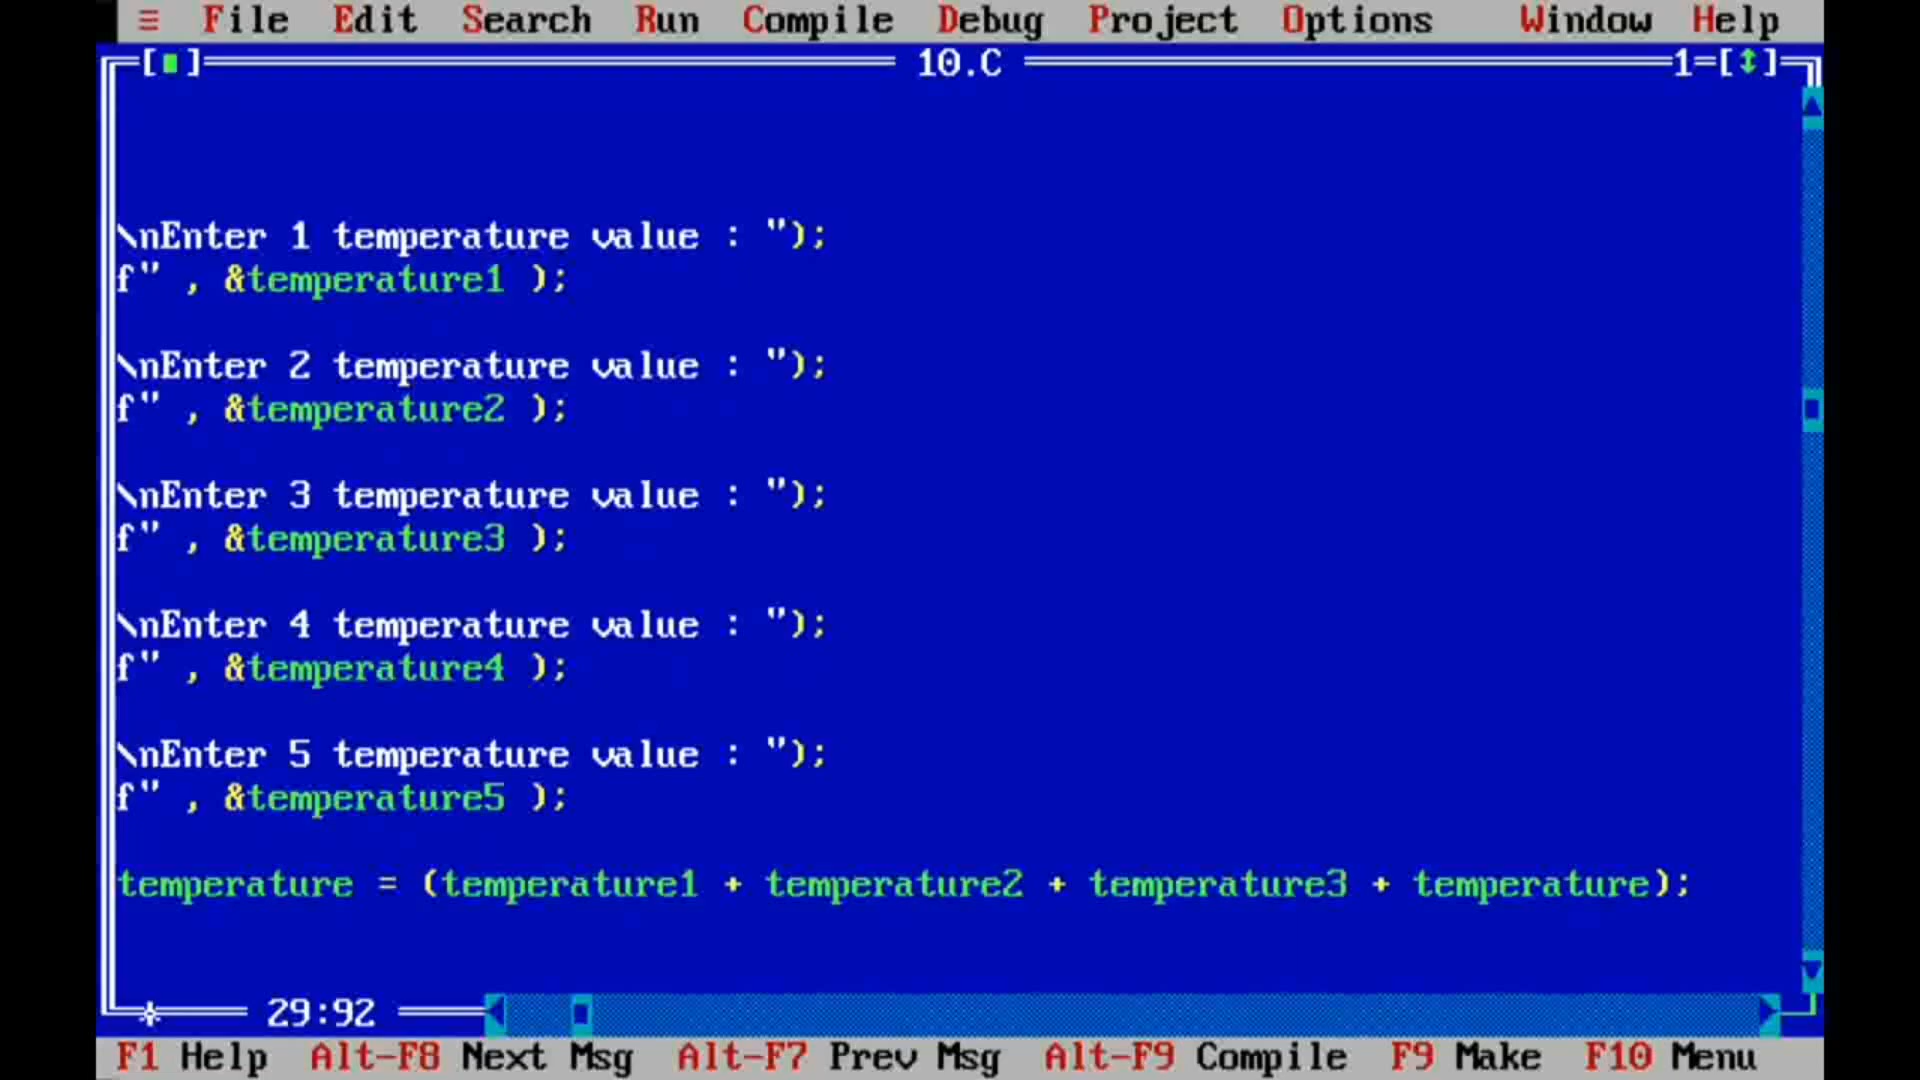 ≡ File Edit Search Run Compile Debug Project Options Window Help
[■] 10.C 1=[↕]
\nEnter 1 temperature value : ");
f" , &temperature1 );
\nEnter 2 temperature value : ");
f" , &temperature2 );
\nEnter 3 temperature value : ");
f" , &temperature3 );
\nEnter 4 temperature value : ");
f" , &temperature4 );
\nEnter 5 temperature value : ");
f" , &temperature5 );
temperature = (temperature1 + temperature2 + temperature3 + temperature);
29:92
F1 Help Alt-F8 Next Msg Alt-F7 Prev Msg Alt-F9 Compile F9 Make F10 Menu